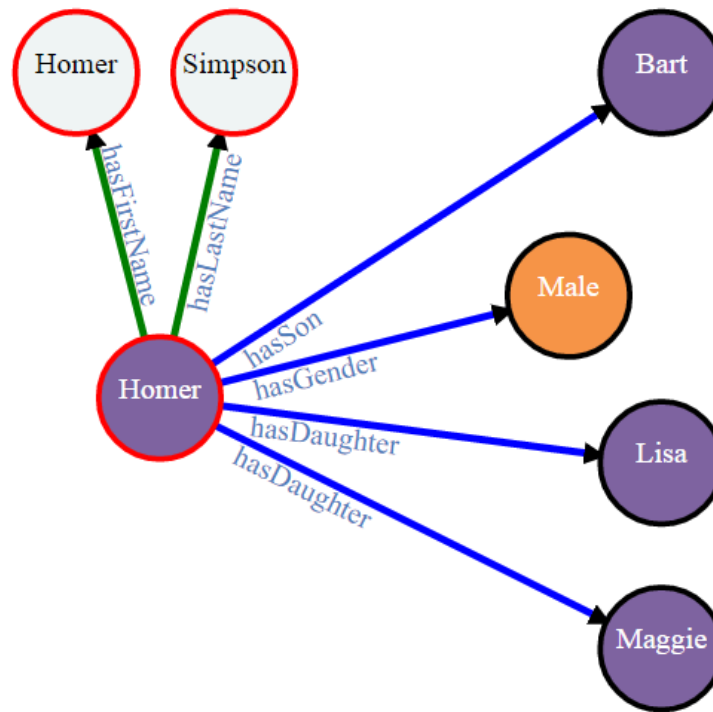 Homer
Simpson
Bart
hasFirstName
hasLastName
Male
hasSon
hasGender
Homer
hasDaughter
Lisa
hasDaughter
Maggie